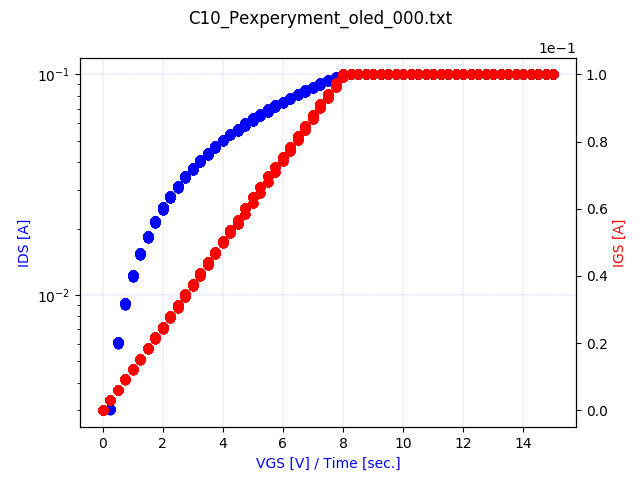 C10_Pexperyment_oled_000.txt
1e−1
10⁻¹
10⁻²
IDS [A]
1.0
0.8
0.6
0.4
0.2
0.0
IGS [A]
0 2 4 6 8 10 12 14
VGS [V] / Time [sec.]